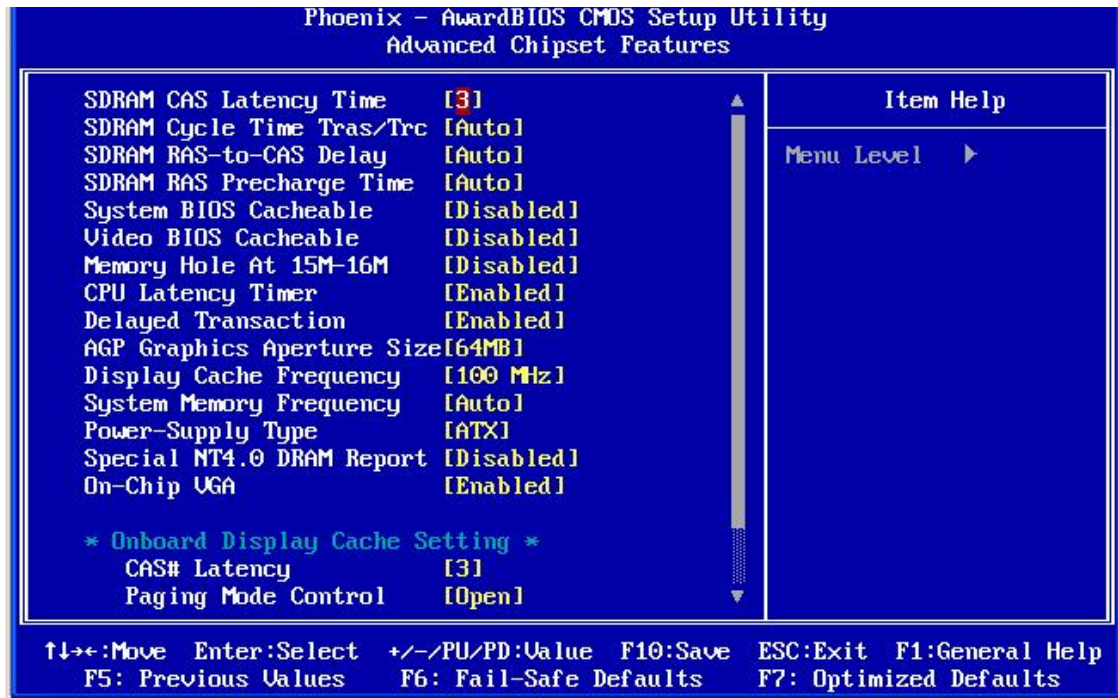 Phoenix - AwardBIOS CMOS Setup Utility
Advanced Chipset Features
SDRAM CAS Latency Time [3]
SDRAM Cycle Time Tras/Trc [Auto]
SDRAM RAS-to-CAS Delay [Auto]
SDRAM RAS Precharge Time [Auto]
System BIOS Cacheable [Disabled]
Video BIOS Cacheable [Disabled]
Memory Hole At 15M-16M [Disabled]
CPU Latency Timer [Enabled]
Delayed Transaction [Enabled]
AGP Graphics Aperture Size[64MB]
Display Cache Frequency [100 MHz]
System Memory Frequency [Auto]
Power-Supply Type [ATX]
Special NT4.0 DRAM Report [Disabled]
On-Chip VGA [Enabled]
* Onboard Display Cache Setting *
CAS# Latency [3]
Paging Mode Control [Open]
Item Help
Menu Level ▶
↑↓→←:Move Enter:Select +/-/PU/PD:Value F10:Save ESC:Exit F1:General Help
F5: Previous Values F6: Fail-Safe Defaults F7: Optimized Defaults